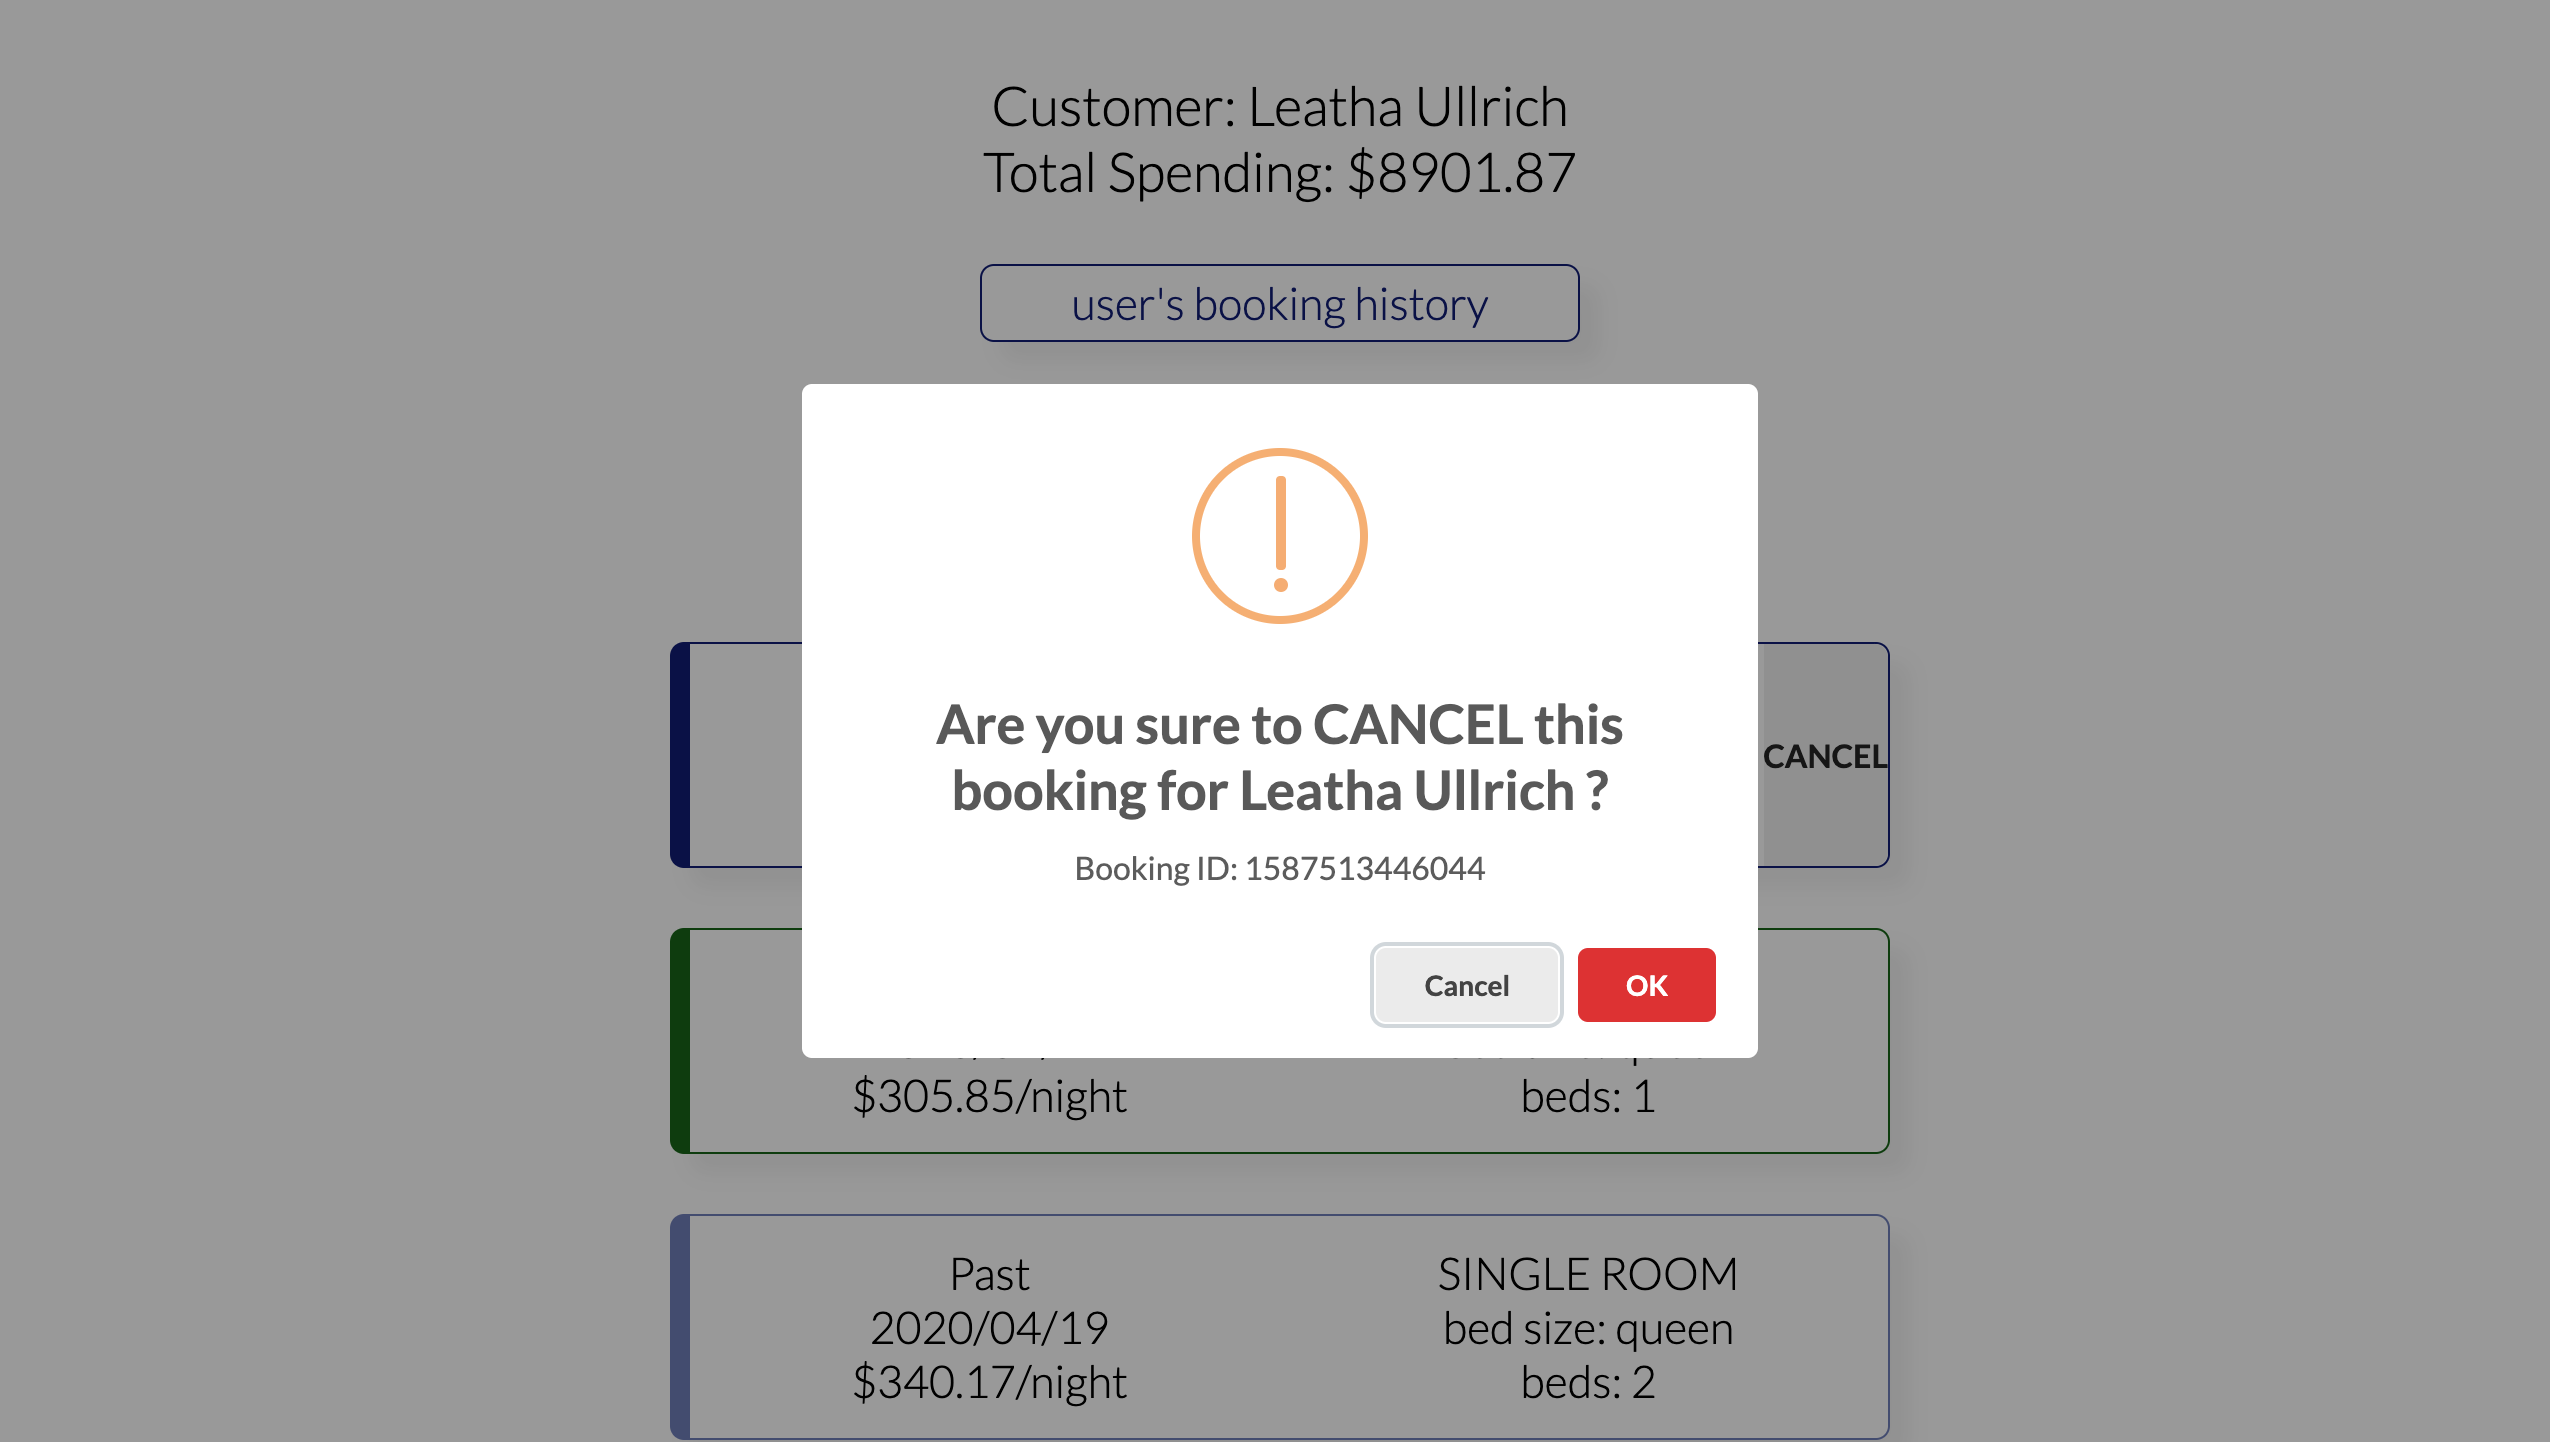 Customer: Leatha Ullrich
Total Spending: $8901.87
user's booking history
Are you sure to CANCEL this
booking for Leatha Ullrich ?
Booking ID: 1587513446044
Cancel
OK
CANCEL
$305.85/night
beds: 1
Past
2020/04/19
$340.17/night
SINGLE ROOM
bed size: queen
beds: 2